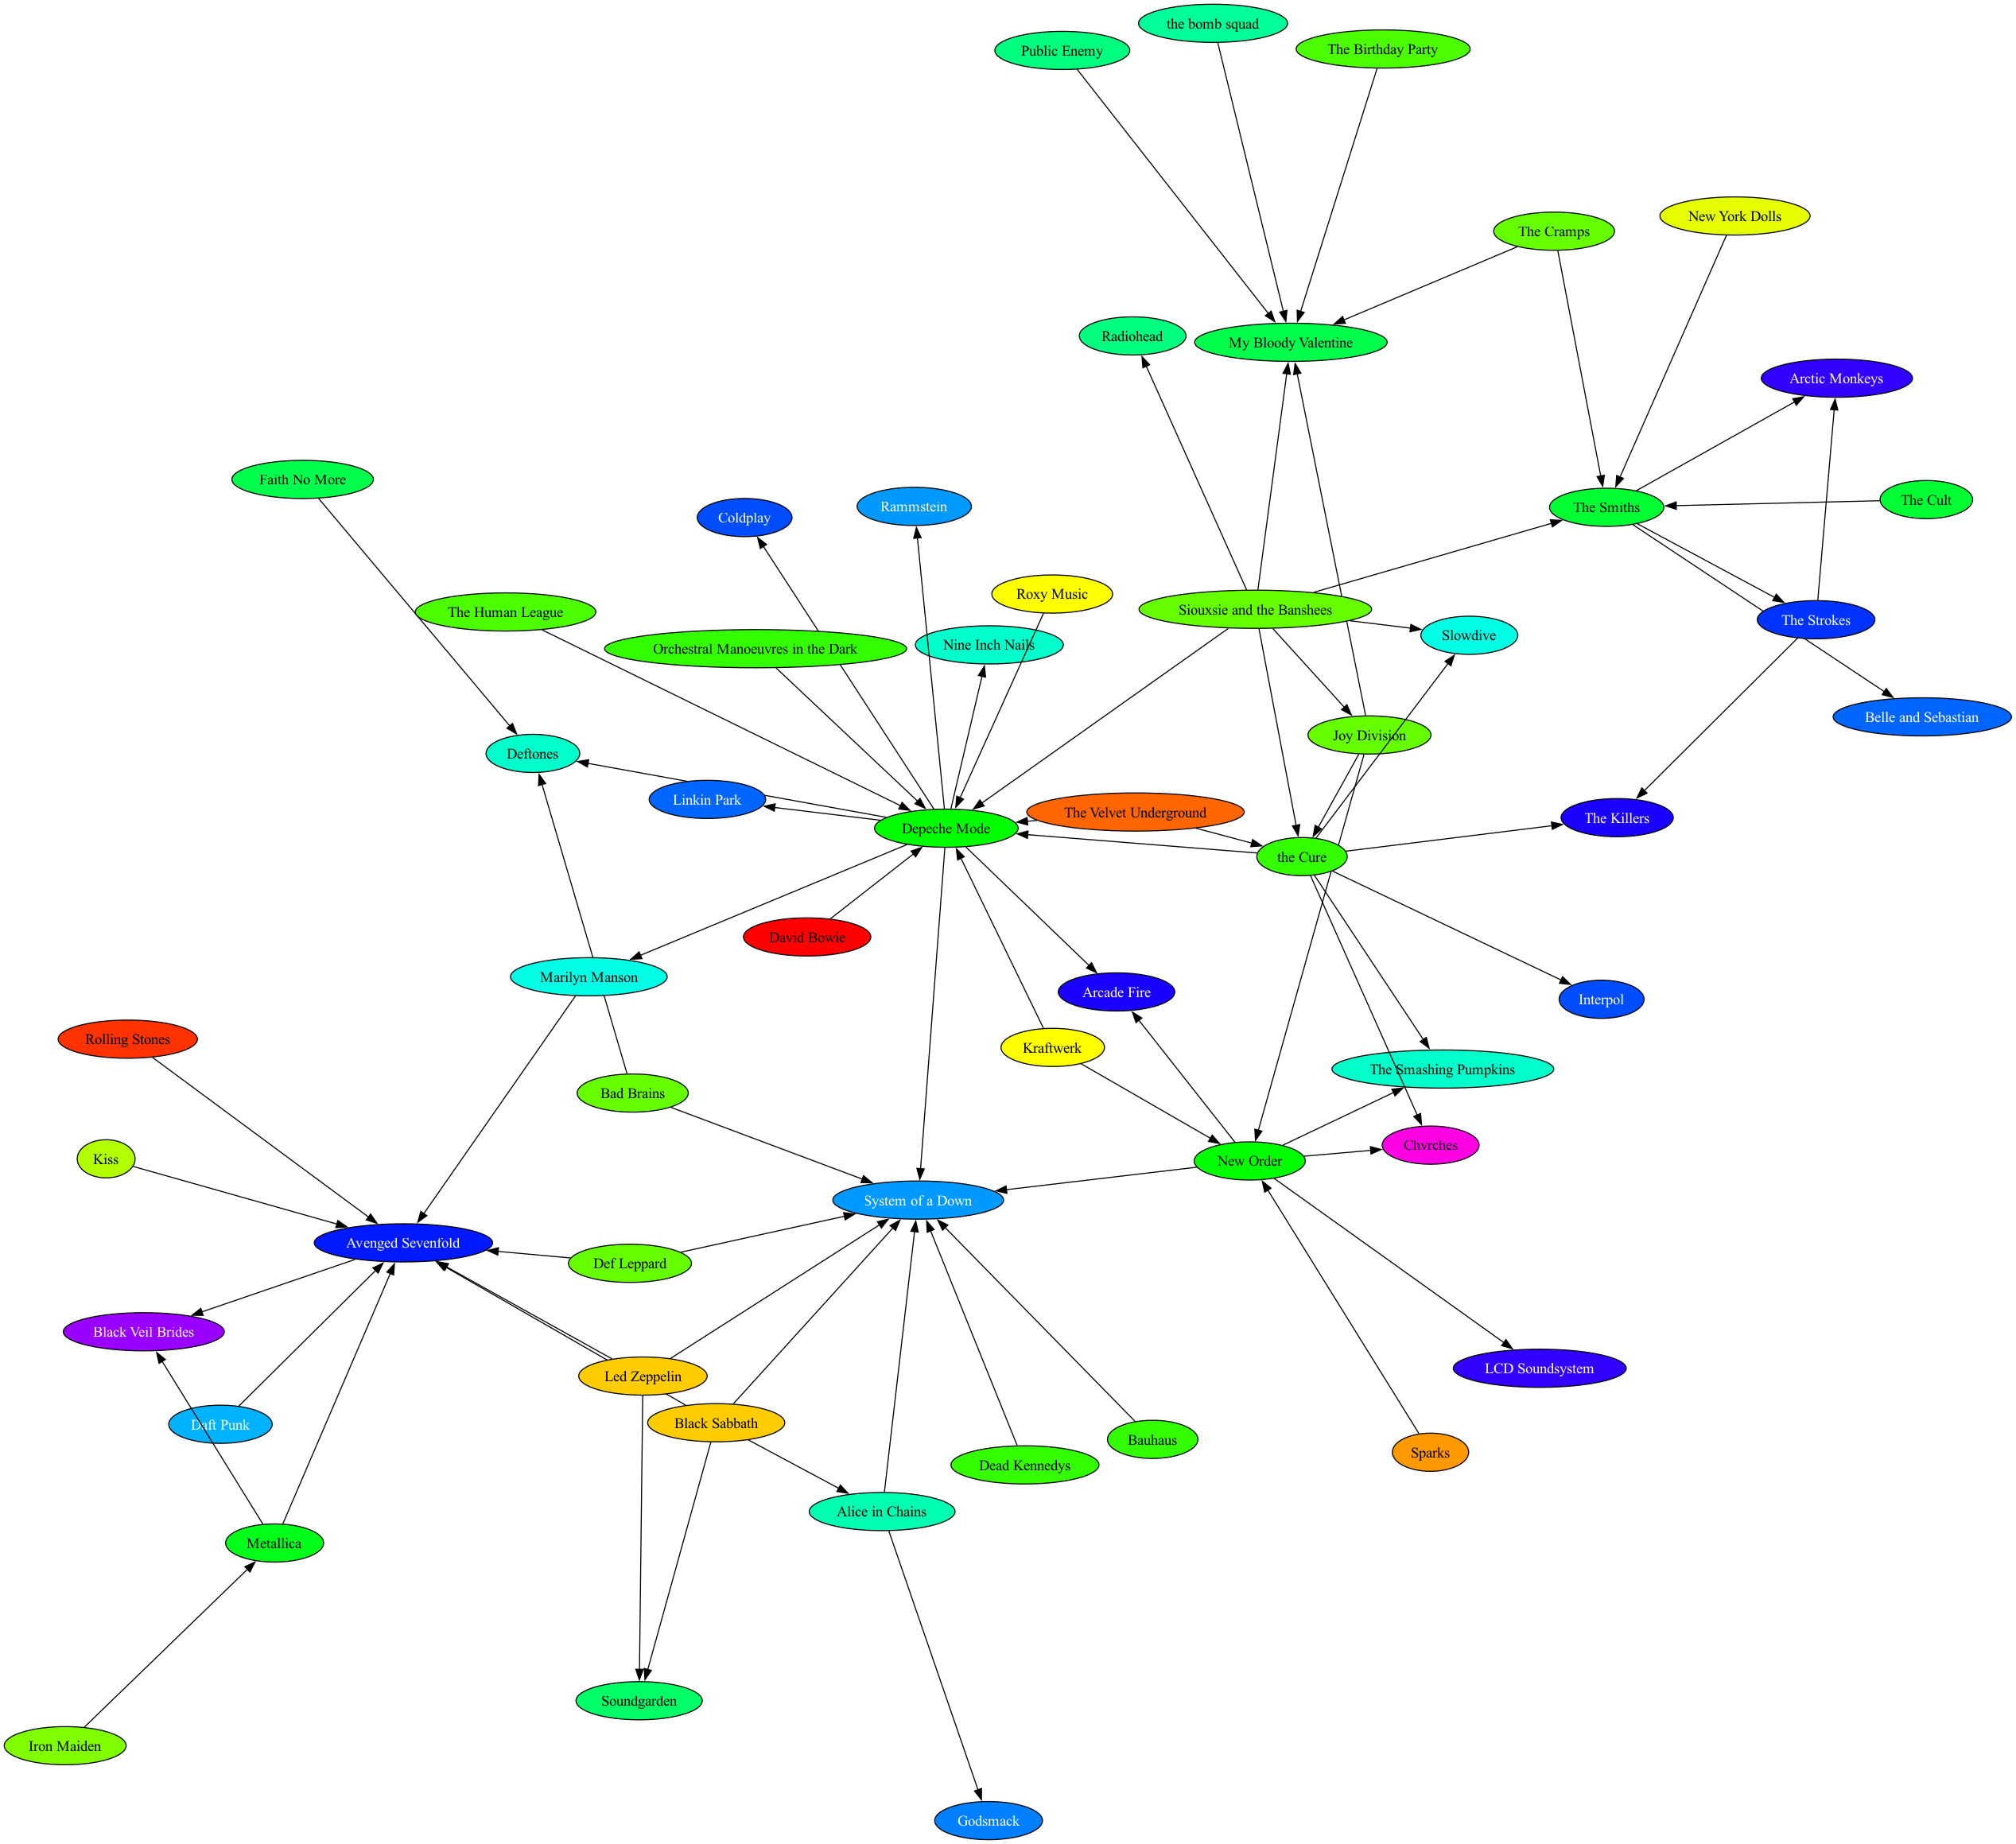 the bomb squad
Public Enemy
The Birthday Party
New York Dolls
The Cramps
Radiohead
My Bloody Valentine
Arctic Monkeys
Faith No More
The Cult
Rammstein
The Smiths
Coldplay
Roxy Music
The Human League
Siouxsie and the Banshees
The Strokes
Slowdive
Nine Inch Nails
Orchestral Manoeuvres in the Dark
Belle and Sebastian
Joy Division
Deftones
Linkin Park
The Velvet Underground
The Killers
Depeche Mode
the Cure
David Bowie
Marilyn Manson
Arcade Fire
Interpol
Rolling Stones
Kraftwerk
The Smashing Pumpkins
Bad Brains
Chvrches
Kiss
New Order
System of a Down
Avenged Sevenfold
Def Leppard
Black Veil Brides
LCD Soundsystem
Led Zeppelin
Black Sabbath
Daft Punk
Bauhaus
Sparks
Dead Kennedys
Alice in Chains
Metallica
Soundgarden
Iron Maiden
Godsmack